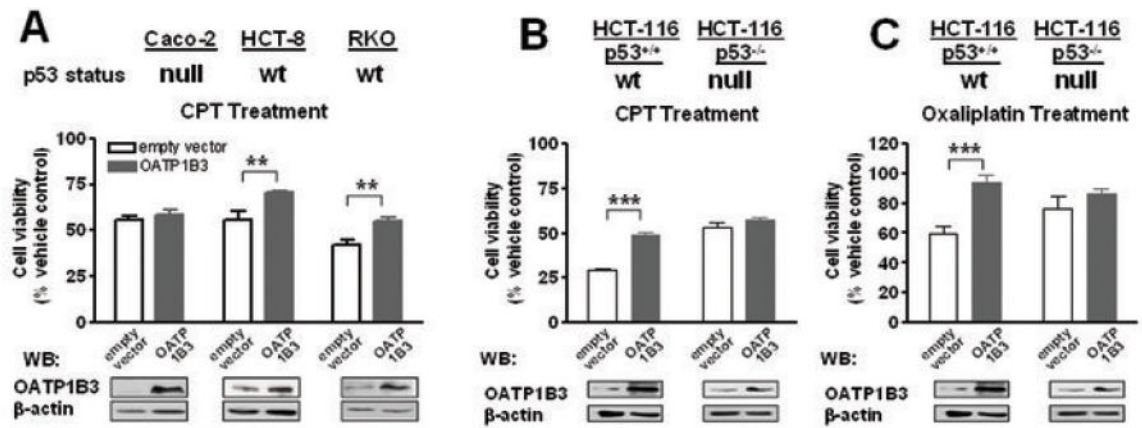 A
Caco-2 HCT-8 RKO
p53 status null wt wt
CPT Treatment
empty vector
OATP1B3
** **
Cell viability
(% vehicle control)
100
75
50
25
0
empty vector OATP 1B3 empty vector OATP 1B3 empty vector OATP 1B3
WB:
OATP1B3
β-actin
B
HCT-116 HCT-116
p53+/+ p53-/-
wt null
CPT Treatment
***
Cell viability
(% vehicle control)
100
75
50
25
0
empty vector OATP 1B3 empty vector OATP 1B3
WB:
OATP1B3
β-actin
C
HCT-116 HCT-116
p53+/+ p53-/-
wt null
Oxaliplatin Treatment
***
Cell viability
(% vehicle control)
120
100
80
60
40
20
0
empty vector OATP 1B3 empty vector OATP 1B3
WB:
OATP1B3
β-actin